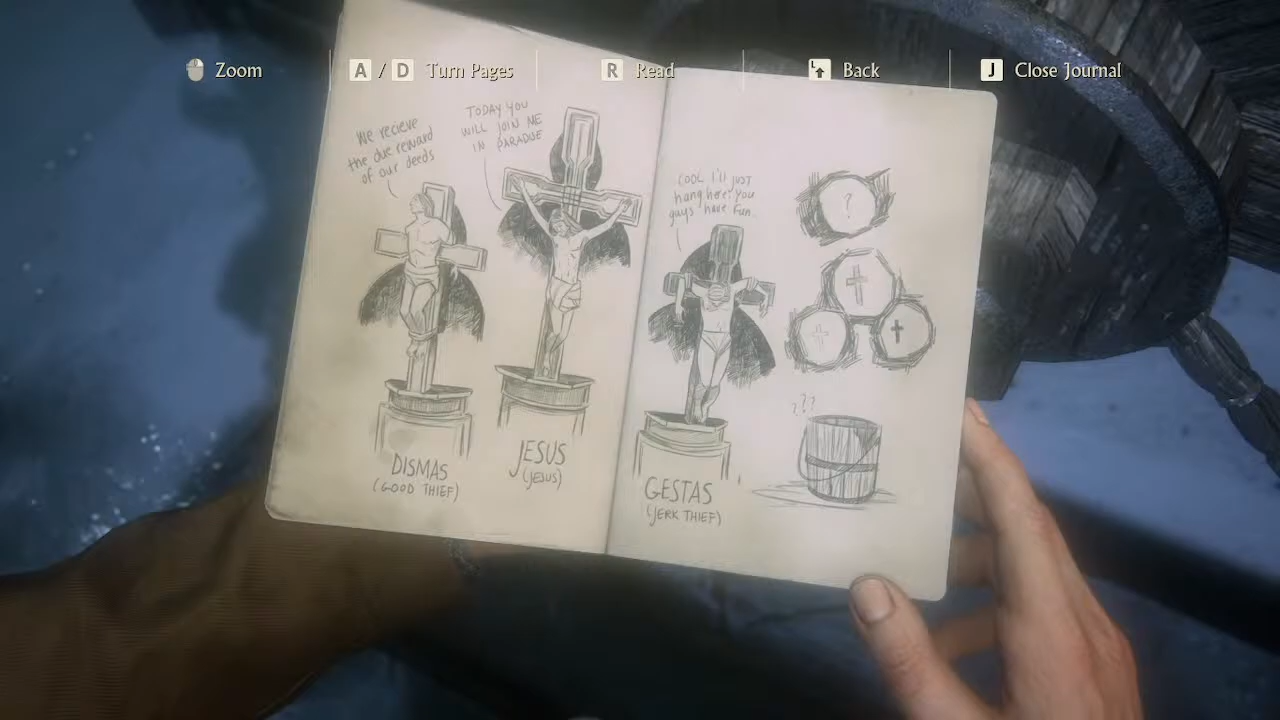 Zoom
A / D Turn Pages
R Read
L Back
J Close Journal
We recieve
the due reward
of our deeds
TODAY YOU
WILL JOIN ME
IN PARADISE
COOL I'll JUST
hang here. You
guys have fun.
?
???
DISMAS
(GOOD THIEF)
JESUS
(JESUS)
GESTAS
(JERK THIEF)